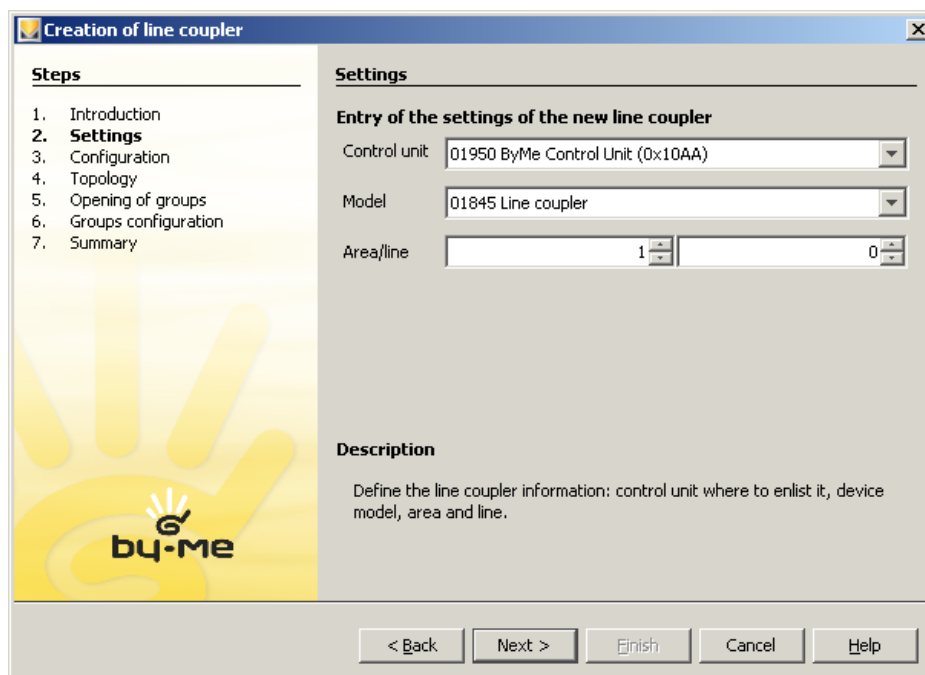 Creation of line coupler
Steps
1. Introduction
2. Settings
3. Configuration
4. Topology
5. Opening of groups
6. Groups configuration
7. Summary
by-me
Settings
Entry of the settings of the new line coupler
Control unit 01950 ByMe Control Unit (0x10AA)
Model 01845 Line coupler
Area/line 1 0
Description
Define the line coupler information: control unit where to enlist it, device
model, area and line.
< Back Next > Finish Cancel Help